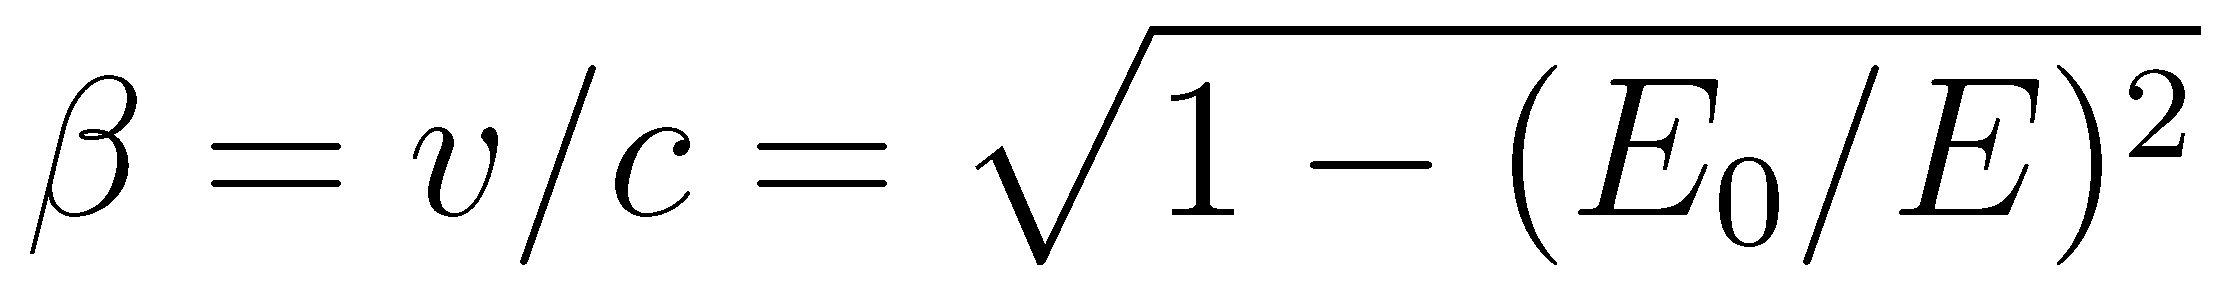 β = v/c = √(1 − (E₀/E)²)